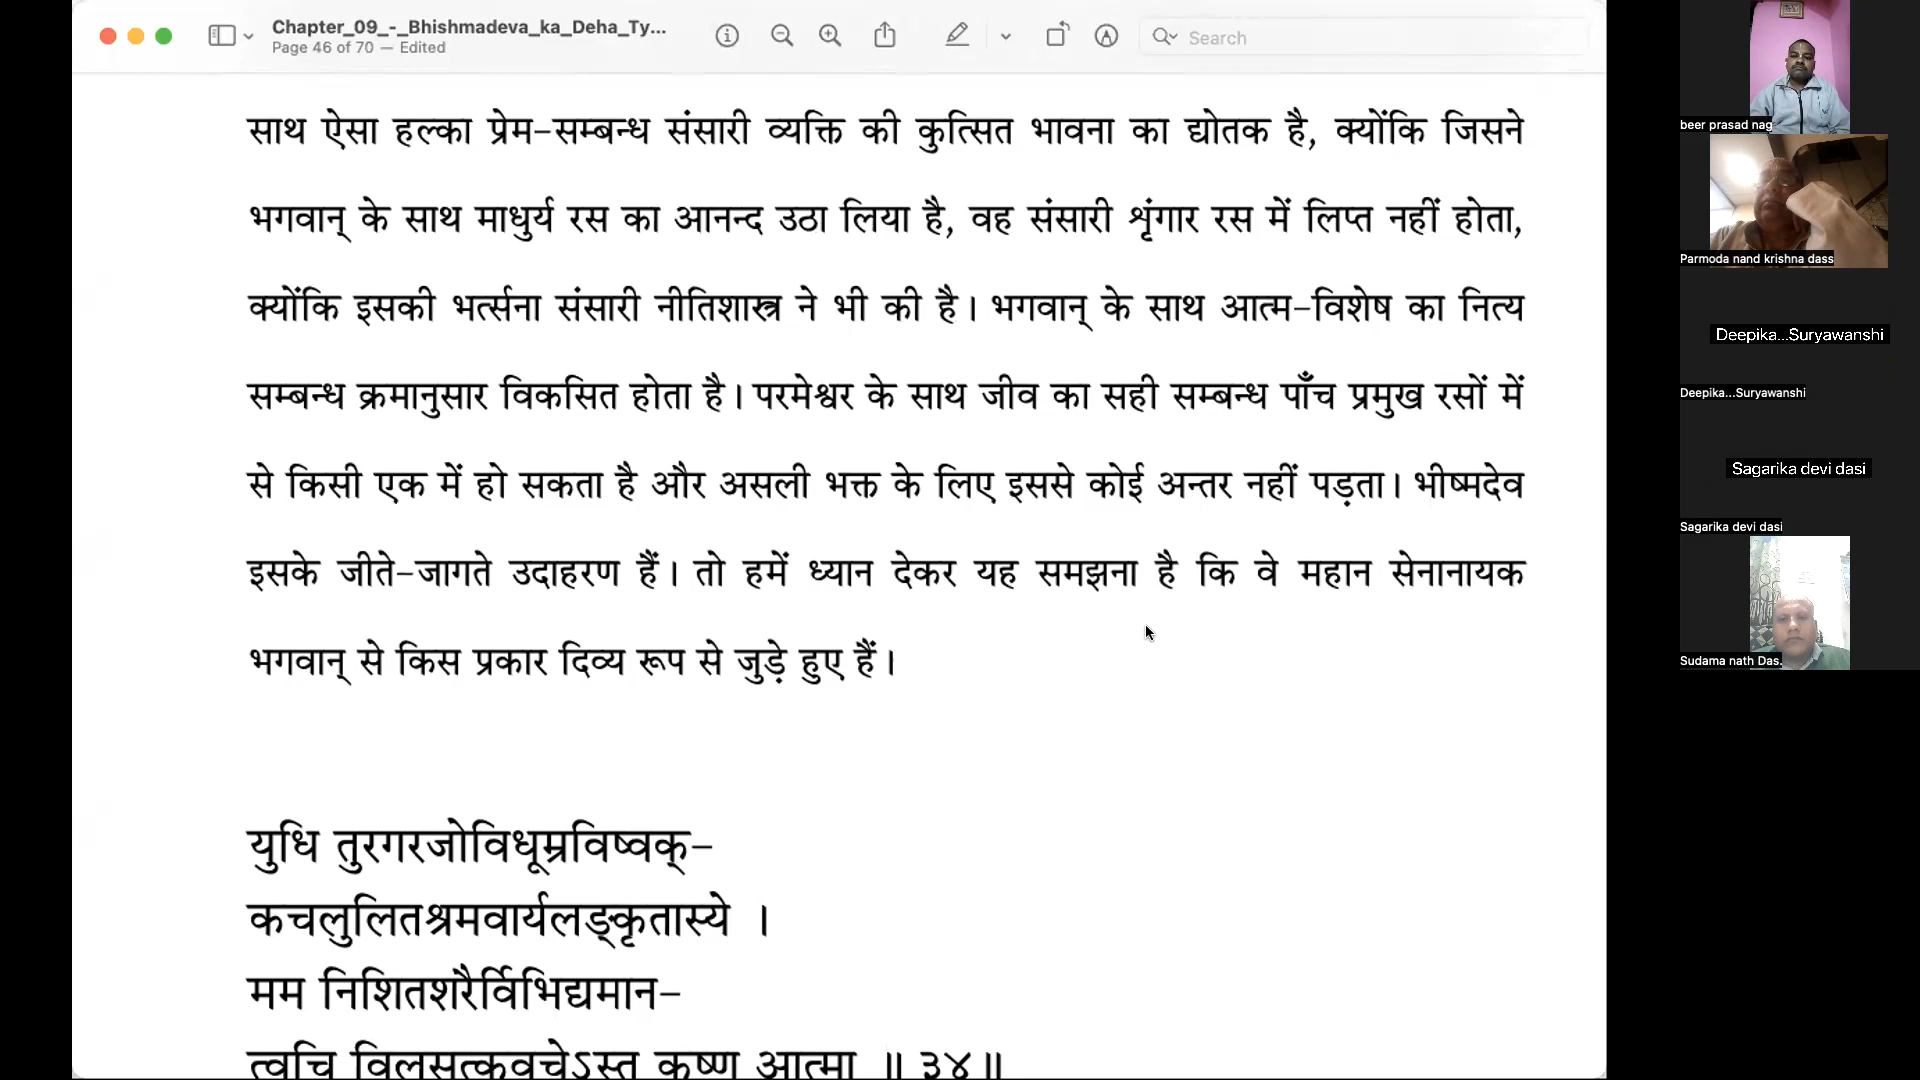 Chapter_09_-_Bhishmadeva_ka_Deha_Ty...
Page 46 of 70 — Edited
Search
साथ ऐसा हल्का प्रेम-सम्बन्ध संसारी व्यक्ति की कुत्सित भावना का द्योतक है, क्योंकि जिसने
भगवान् के साथ माधुर्य रस का आनन्द उठा लिया है, वह संसारी शृंगार रस में लिप्त नहीं होता,
क्योंकि इसकी भर्त्सना संसारी नीतिशास्त्र ने भी की है। भगवान् के साथ आत्म-विशेष का नित्य
सम्बन्ध क्रमानुसार विकसित होता है। परमेश्वर के साथ जीव का सही सम्बन्ध पाँच प्रमुख रसों में
से किसी एक में हो सकता है और असली भक्त के लिए इससे कोई अन्तर नहीं पड़ता। भीष्मदेव
इसके जीते-जागते उदाहरण हैं। तो हमें ध्यान देकर यह समझना है कि वे महान सेनानायक
भगवान् से किस प्रकार दिव्य रूप से जुड़े हुए हैं।
युधि तुरगरजोविधूम्रविष्वक्-
कचलुलितश्रमवार्यलङ्कृतास्ये ।
मम निशितशरैर्विभिद्यमान-
त्वचि विलसत्कवचेऽस्तु कृष्ण आत्मा ॥ ३४॥
beer prasad nag
Parmoda nand krishna dass
Deepika...Suryawanshi
Deepika...Suryawanshi
Sagarika devi dasi
Sagarika devi dasi
Sudama nath Das.